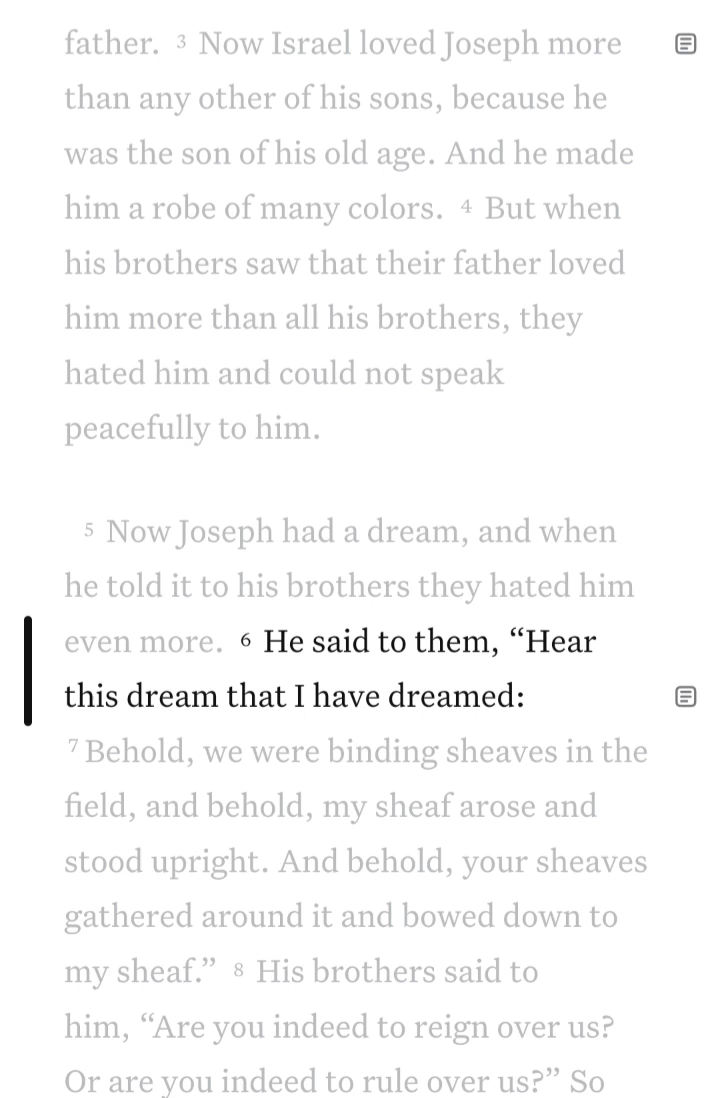 father. 3 Now Israel loved Joseph more
than any other of his sons, because he
was the son of his old age. And he made
him a robe of many colors. 4 But when
his brothers saw that their father loved
him more than all his brothers, they
hated him and could not speak
peacefully to him.
5 Now Joseph had a dream, and when
he told it to his brothers they hated him
even more. 6 He said to them, “Hear
this dream that I have dreamed:
7 Behold, we were binding sheaves in the
field, and behold, my sheaf arose and
stood upright. And behold, your sheaves
gathered around it and bowed down to
my sheaf.” 8 His brothers said to
him, “Are you indeed to reign over us?
Or are you indeed to rule over us?” So